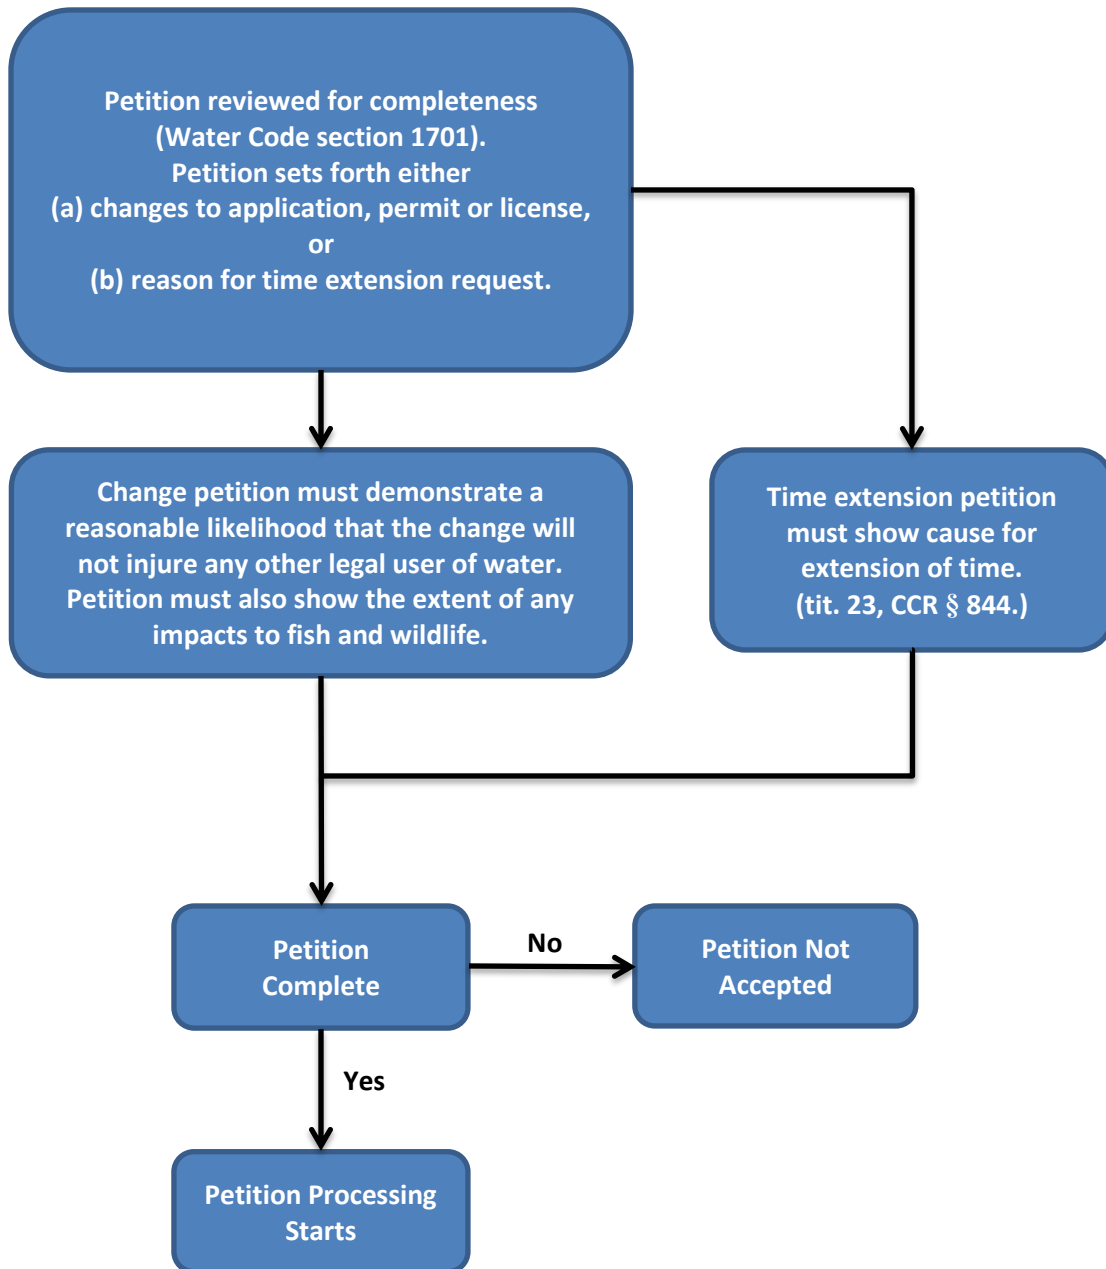 Petition reviewed for completeness
(Water Code section 1701).
Petition sets forth either
(a) changes to application, permit or license,
or
(b) reason for time extension request.
Change petition must demonstrate a
reasonable likelihood that the change will
not injure any other legal user of water.
Petition must also show the extent of any
impacts to fish and wildlife.
Time extension petition
must show cause for
extension of time.
(tit. 23, CCR § 844.)
Petition
Complete
No
Petition Not
Accepted
Yes
Petition Processing
Starts